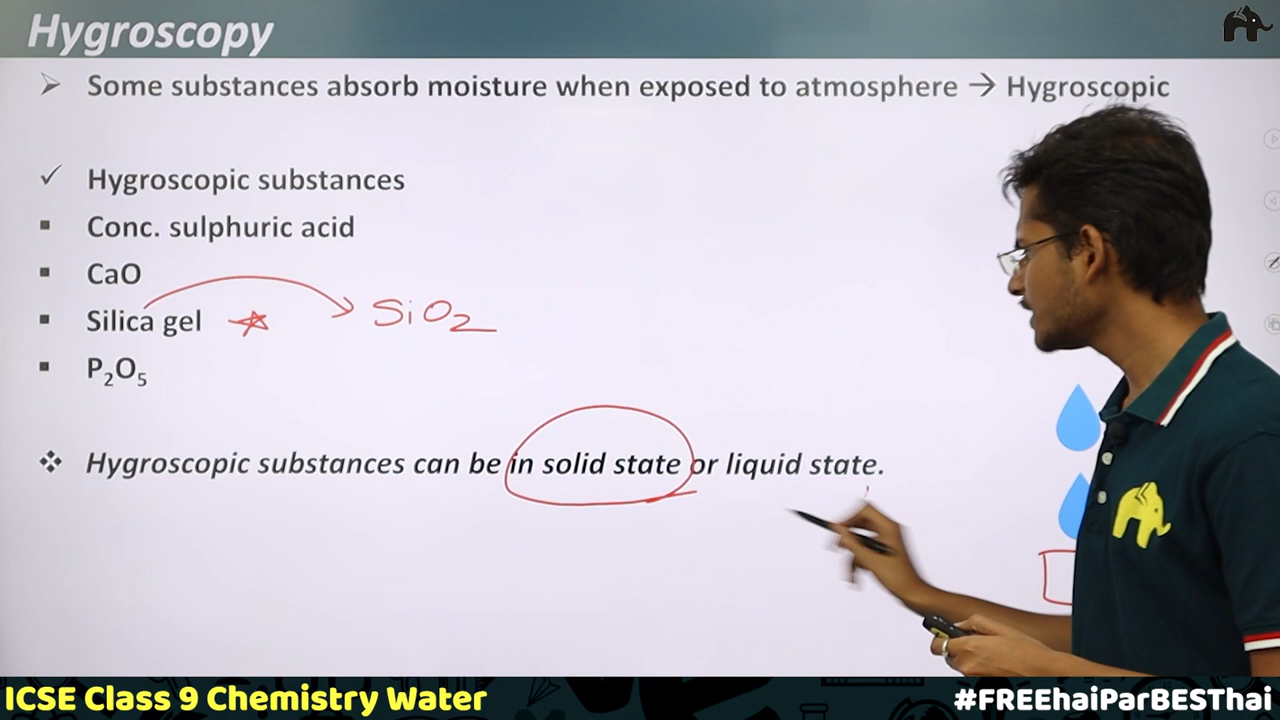 Hygroscopy
Some substances absorb moisture when exposed to atmosphere → Hygroscopic
Hygroscopic substances
Conc. sulphuric acid
CaO
Silica gel SiO2
P2O5
Hygroscopic substances can be in solid state or liquid state.
ICSE Class 9 Chemistry Water
#FREEhaiParBESThai